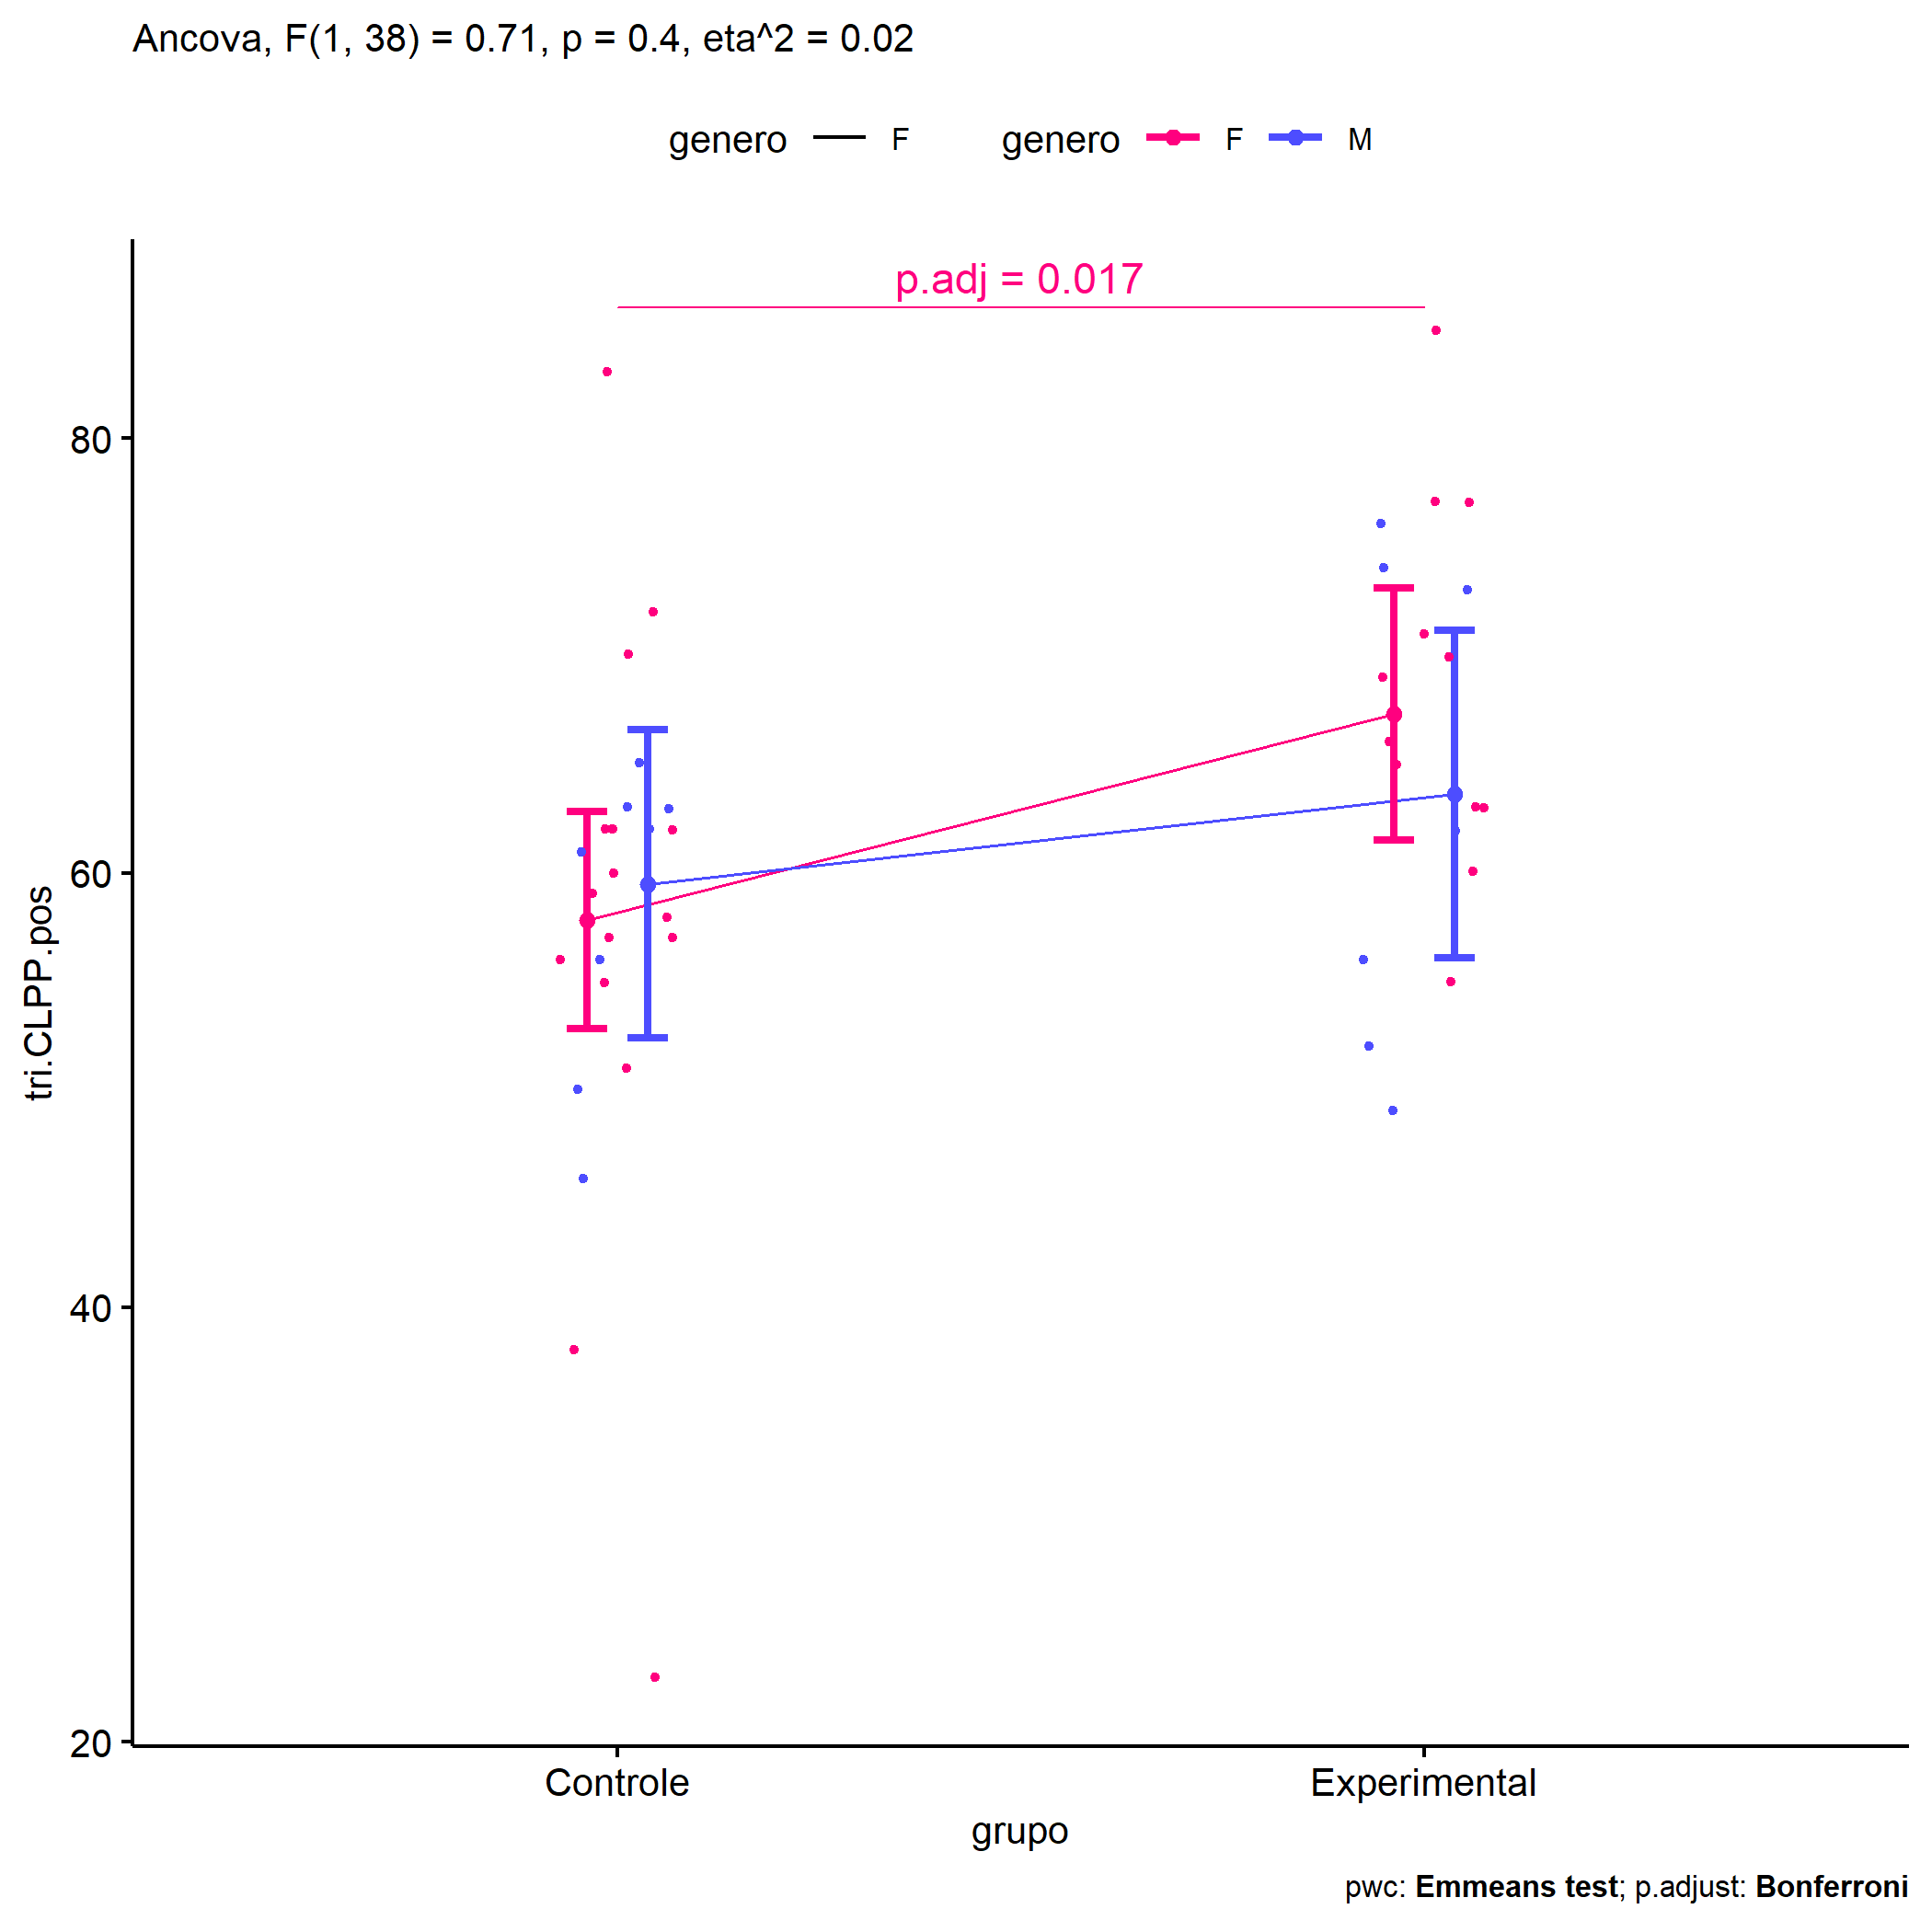 Ancova, F(1, 38) = 0.71, p = 0.4, eta^2 = 0.02
genero F genero F M
p.adj = 0.017
80
60
40
20
tri.CLPP.pos
Controle Experimental
grupo
pwc: Emmeans test; p.adjust: Bonferroni